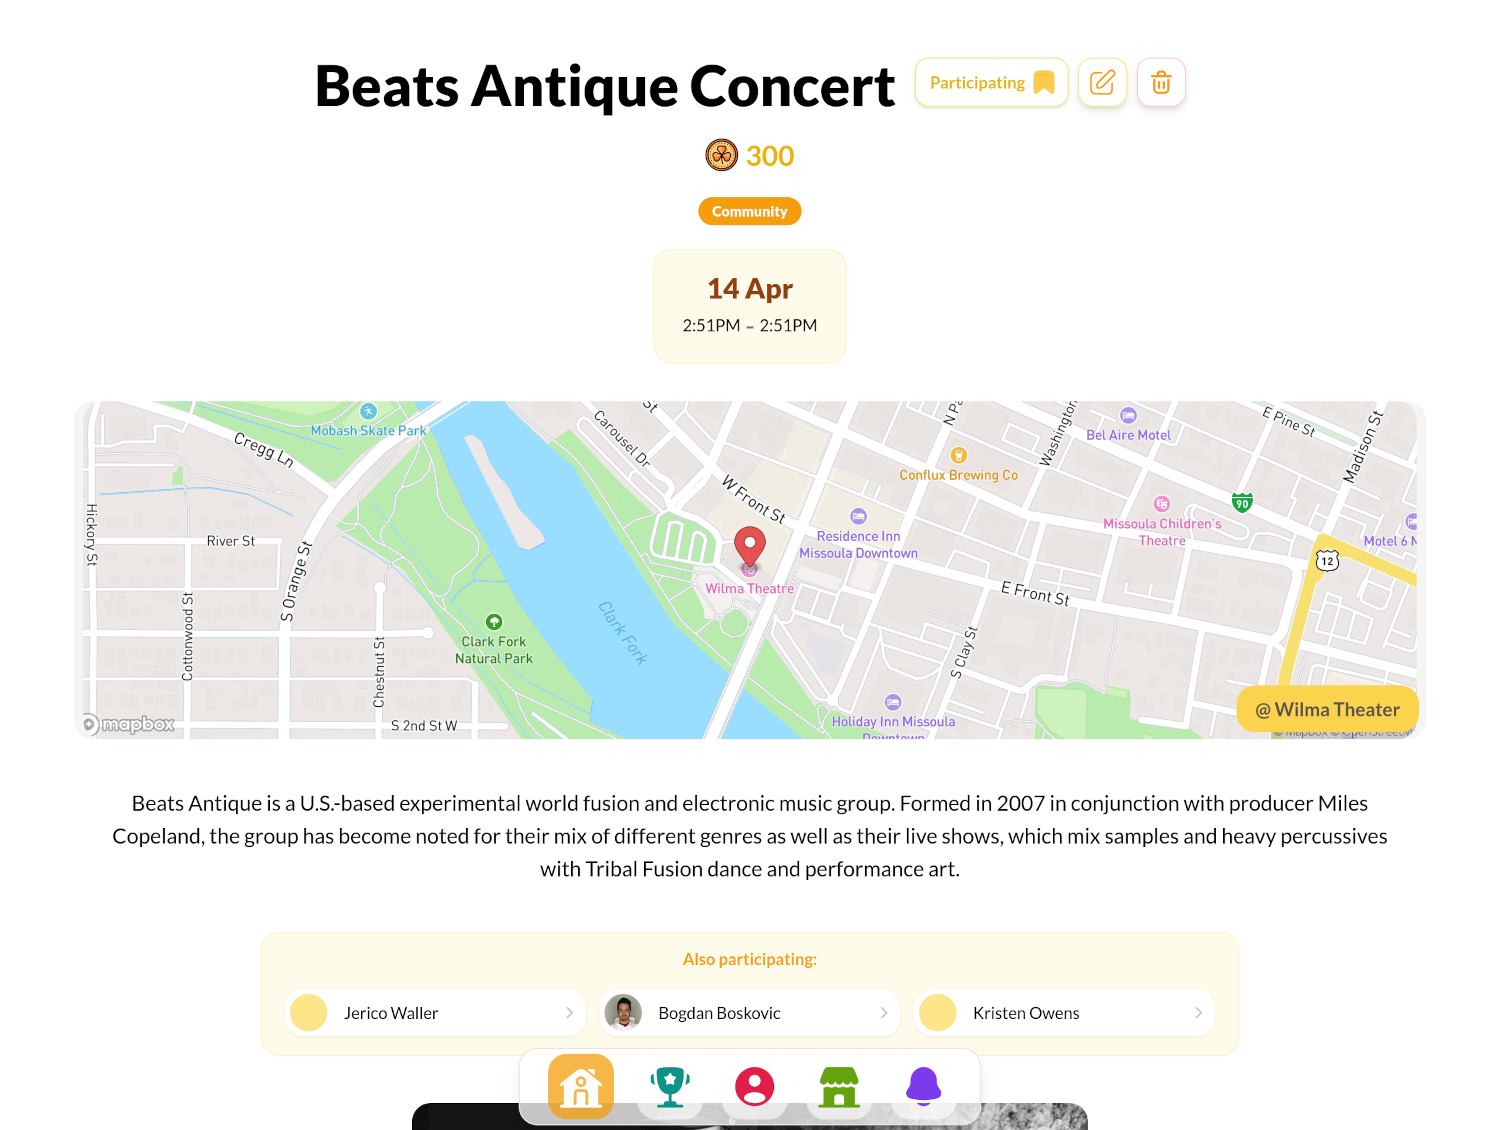 Beats Antique Concert
Participating
300
Community
14 Apr
2:51PM – 2:51PM
Mobash Skate Park
Cregg Ln
Hickory St
River St
S Orange St
Cottonwood St
Chestnut St
S 2nd St W
Clark Fork
Natural Park
Clark Fork
Carousel Dr
St
W Front St
Wilma Theatre
Residence Inn
Missoula Downtown
Conflux Brewing Co
Washington
Bel Aire Motel
E Pine St
Madison St
Missoula Children's
Theatre
90
12
Motel 6
E Front St
S Clay St
Holiday Inn Missoula
Downtown
mapbox
@ Wilma Theater
Beats Antique is a U.S.-based experimental world fusion and electronic music group. Formed in 2007 in conjunction with producer Miles
Copeland, the group has become noted for their mix of different genres as well as their live shows, which mix samples and heavy percussives
with Tribal Fusion dance and performance art.
Also participating:
Jerico Waller
Bogdan Boskovic
Kristen Owens